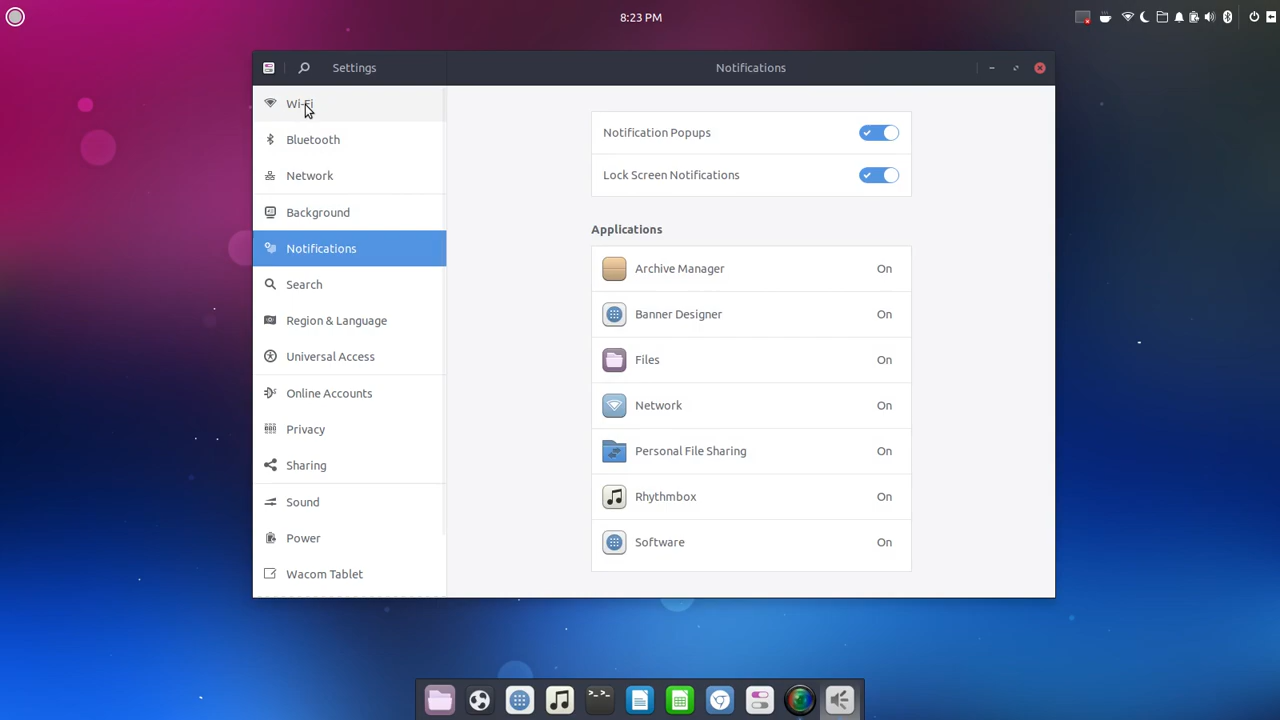 8:23 PM
Settings
Notifications
Wi-Fi
Bluetooth
Network
Background
Notifications
Search
Region & Language
Universal Access
Online Accounts
Privacy
Sharing
Sound
Power
Wacom Tablet
Notification Popups
Lock Screen Notifications
Applications
Archive Manager On
Banner Designer On
Files On
Network On
Personal File Sharing On
Rhythmbox On
Software On
>_ >_